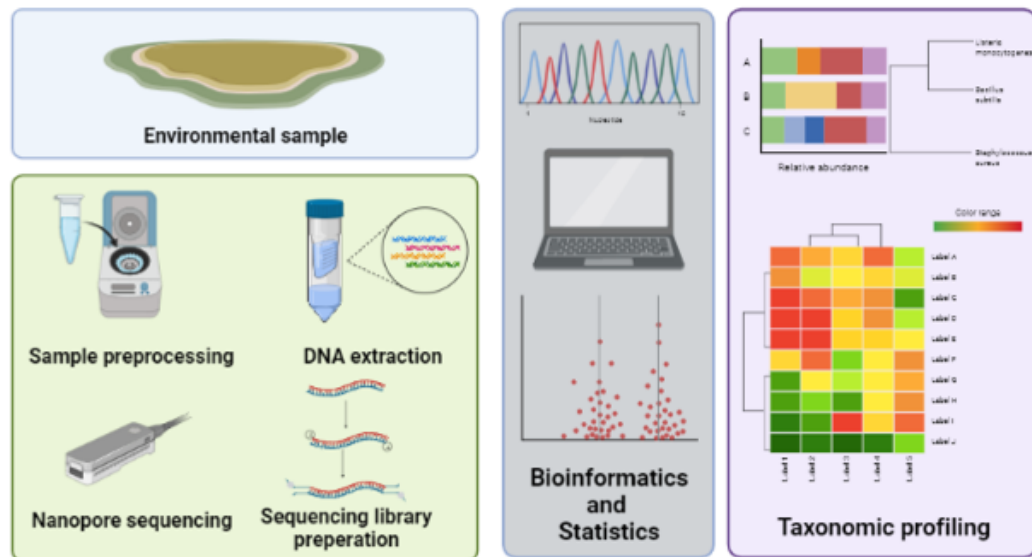 Environmental sample
Sample preprocessing
DNA extraction
Nanopore sequencing
Sequencing library
preperation
Nucleotide
Bioinformatics
and
Statistics
A
B
C
Relative abundance
Listeria
monocytogenes
Bacillus
subtilis
Staphylococcus
aureus
Color range
Label A
Label B
Label C
Label D
Label E
Label F
Label G
Label H
Label I
Label J
Label 1
Label 2
Label 3
Label 4
Label 5
Taxonomic profiling